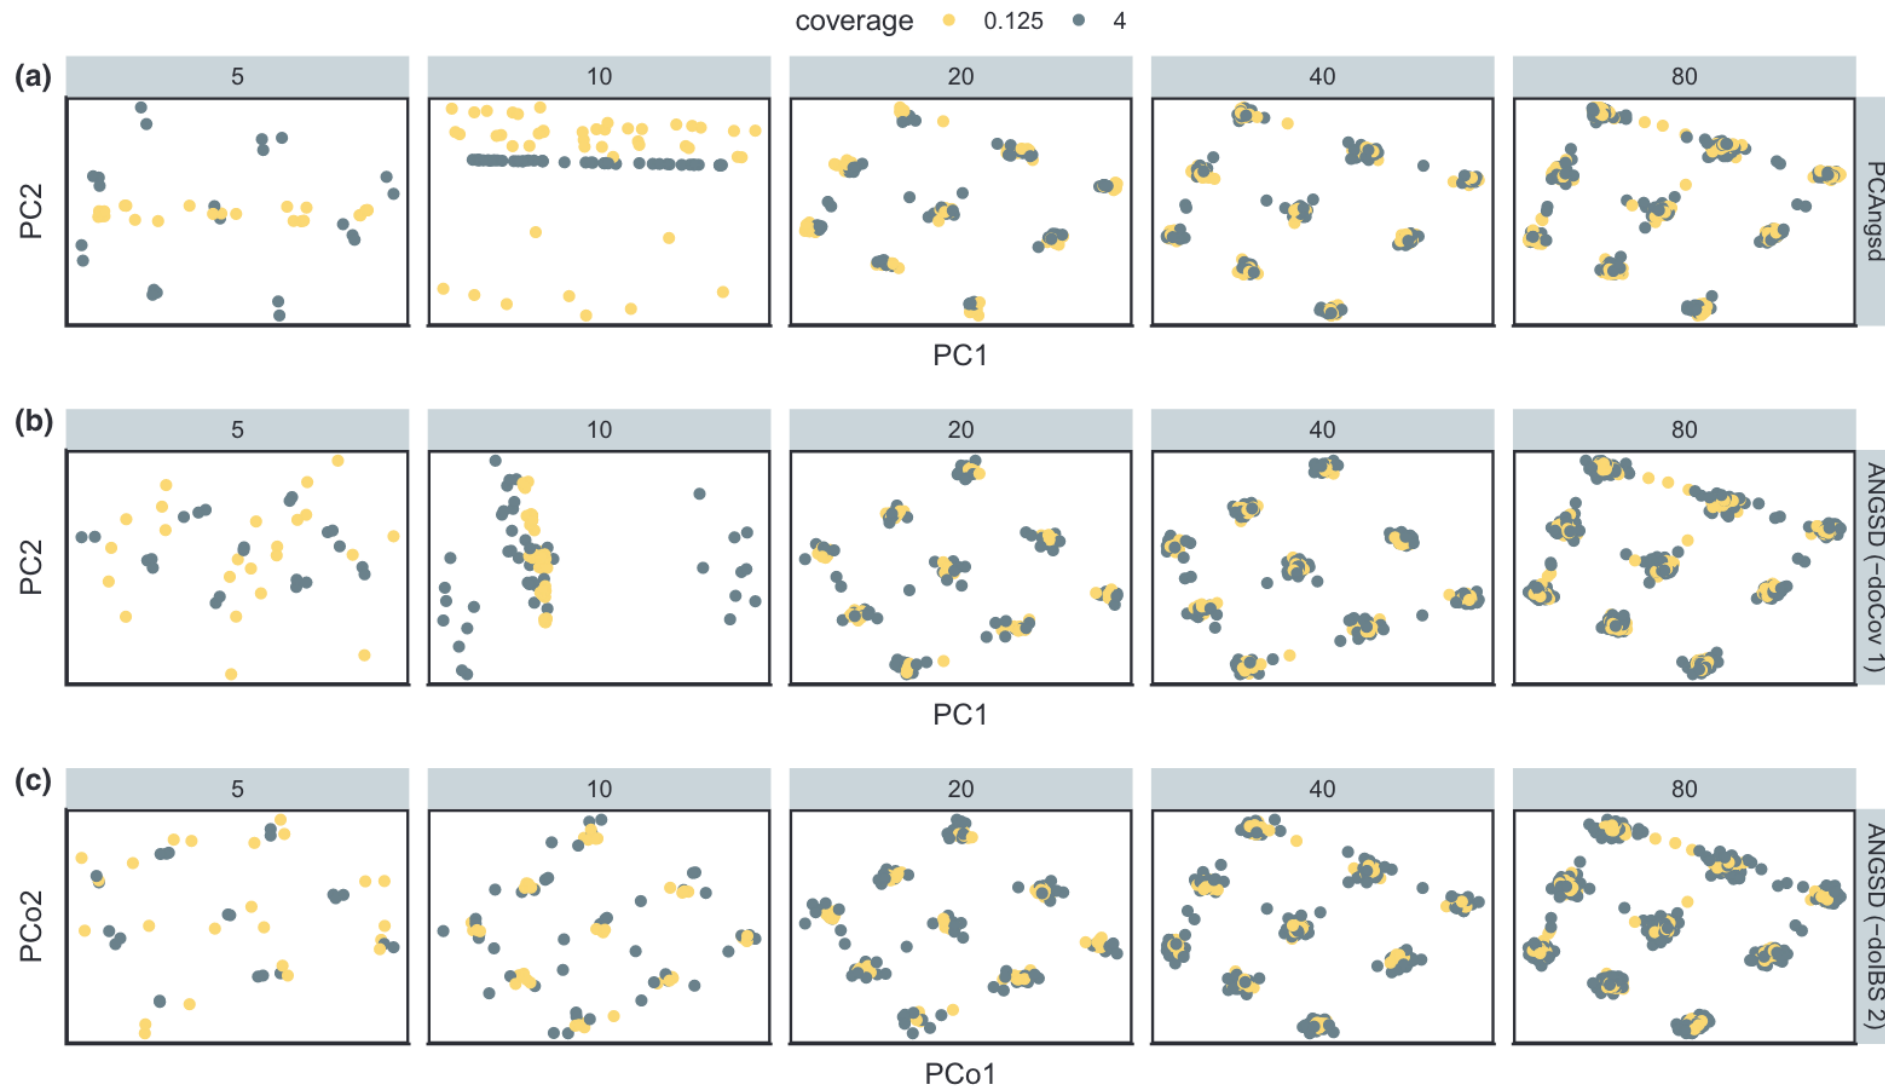 coverage 0.125 4
(a) 5 10 20 40 80
PC2
PCAngsd
PC1
(b) 5 10 20 40 80
PC2
ANGSD (−doCov 1)
PC1
(c) 5 10 20 40 80
PCo2
ANGSD (−doIBS 2)
PCo1